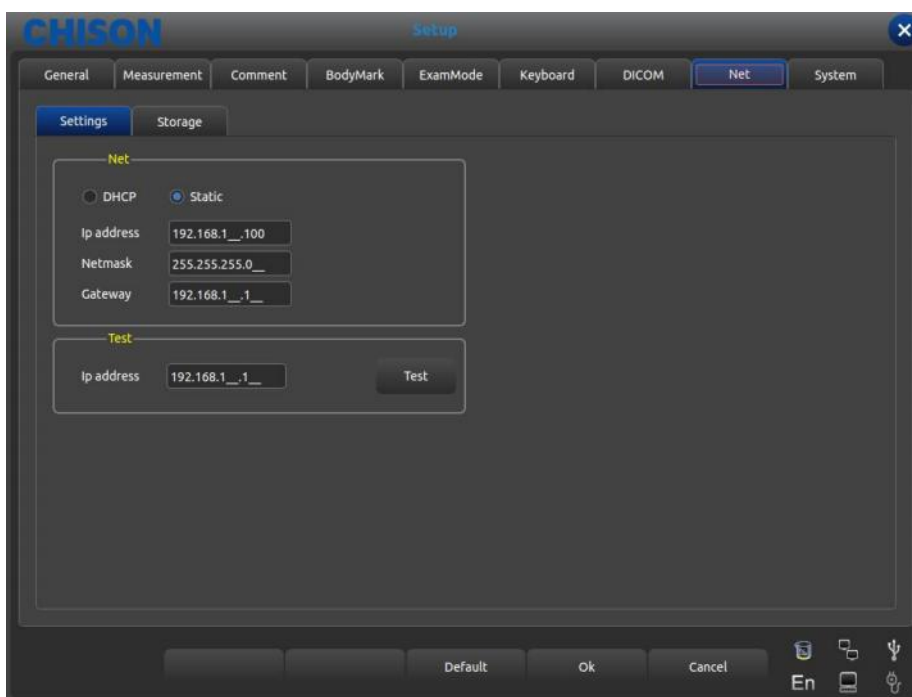 CHISON
Setup
General Measurement Comment BodyMark ExamMode Keyboard DICOM Net System
Settings Storage
Net
DHCP Static
Ip address 192.168.1__.100
Netmask 255.255.255.0__
Gateway 192.168.1__.1__
Test
Ip address 192.168.1__.1__ Test
Default Ok Cancel
En